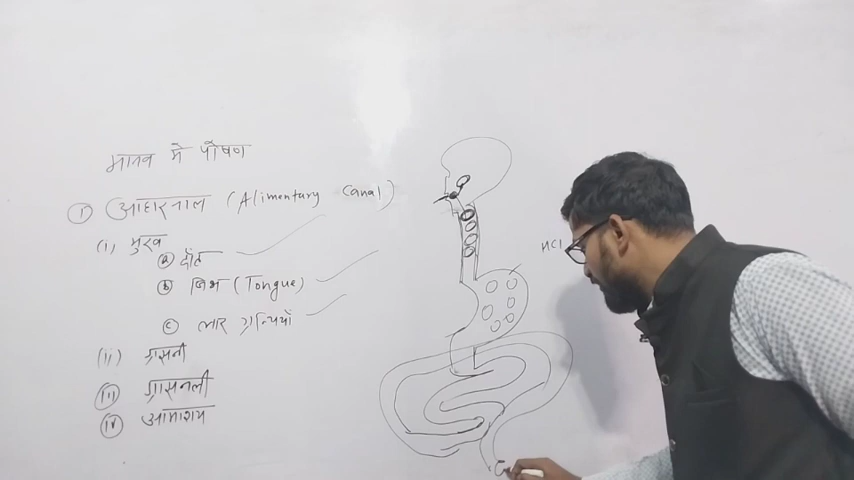 मानव में पोषण
① आहारनाल (Alimentary Canal)
(i) मुख
ⓐ दाँत
ⓑ जिभ (Tongue)
ⓒ लार ग्रन्थियाँ
(ii) ग्रसनी
(iii) ग्रासनली
(iv) आमाशय
HCl